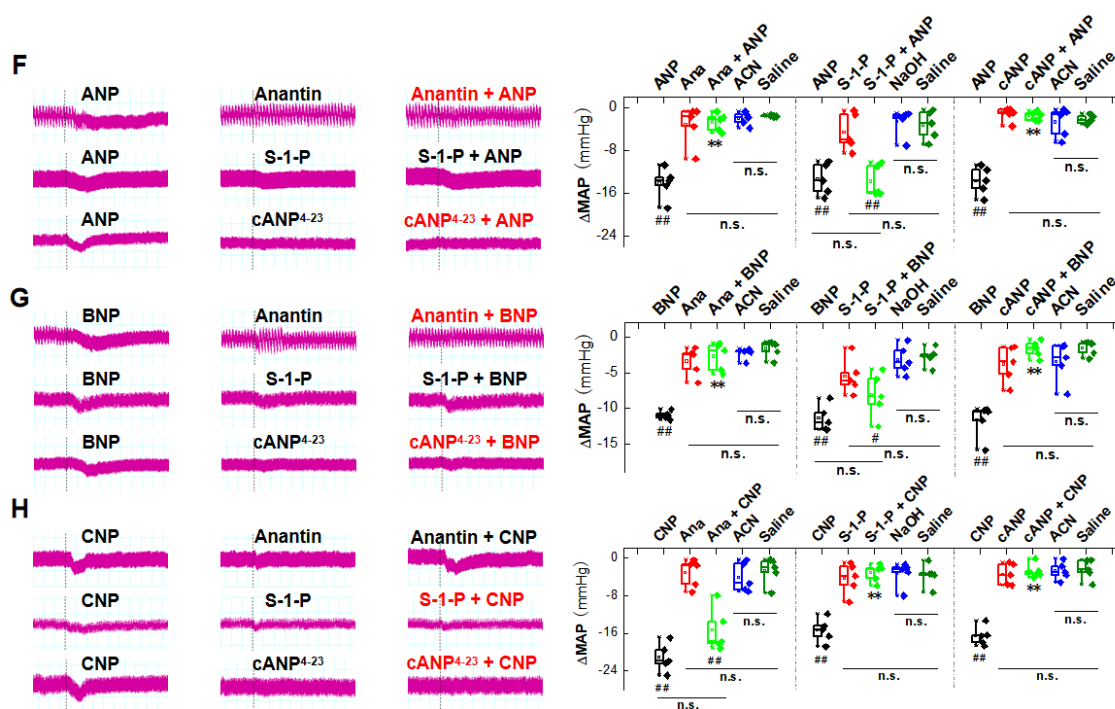 F
ANP Anantin Anantin + ANP
ANP S-1-P S-1-P + ANP
ANP cANP4-23 cANP4-23 + ANP
ANP Ana Ana + ANP ACN Saline ANP S-1-P S-1-P + ANP NaOH Saline ANP cANP cANP + ANP ACN Saline
ΔMAP (mmHg)
0
-8
-16
-24
** **
n.s. n.s. n.s.
## ## ## ##
n.s. n.s. n.s.
n.s.
G
BNP Anantin Anantin + BNP
BNP S-1-P S-1-P + BNP
BNP cANP4-23 cANP4-23 + BNP
BNP Ana Ana + BNP ACN Saline BNP S-1-P S-1-P + BNP NaOH Saline BNP cANP cANP + BNP ACN Saline
ΔMAP (mmHg)
0
-5
-10
-15
** **
n.s. n.s. n.s.
## ## # ##
n.s. n.s. n.s.
n.s.
H
CNP Anantin Anantin + CNP
CNP S-1-P S-1-P + CNP
CNP cANP4-23 cANP4-23 + CNP
CNP Ana Ana + CNP ACN Saline CNP S-1-P S-1-P + CNP NaOH Saline CNP cANP cANP + CNP ACN Saline
ΔMAP (mmHg)
0
-8
-16
-24
** **
n.s. n.s. n.s.
## ## ## ##
n.s. n.s. n.s.
n.s.